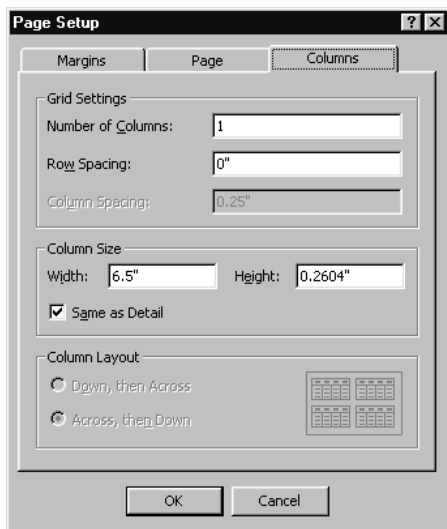 Page Setup
Margins Page Columns
Grid Settings
Number of Columns: 1
Row Spacing: 0"
Column Spacing: 0.25"
Column Size
Width: 6.5" Height: 0.2604"
Same as Detail
Column Layout
Down, then Across
Across, then Down
OK Cancel